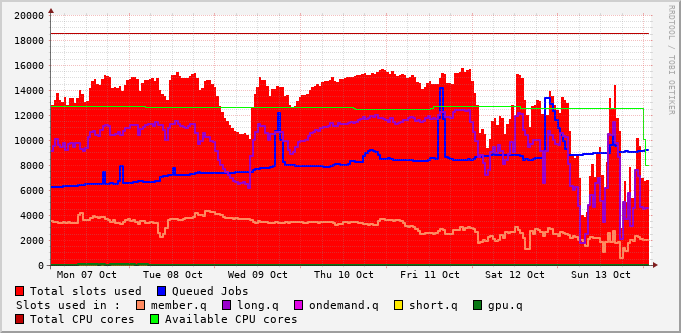 RRDTOOL / TOBI OETIKER
20000
18000
16000
14000
12000
10000
8000
6000
4000
2000
0
Mon 07 Oct Tue 08 Oct Wed 09 Oct Thu 10 Oct Fri 11 Oct Sat 12 Oct Sun 13 Oct
Total slots used Queued Jobs
Slots used in : member.q long.q ondemand.q short.q gpu.q
Total CPU cores Available CPU cores